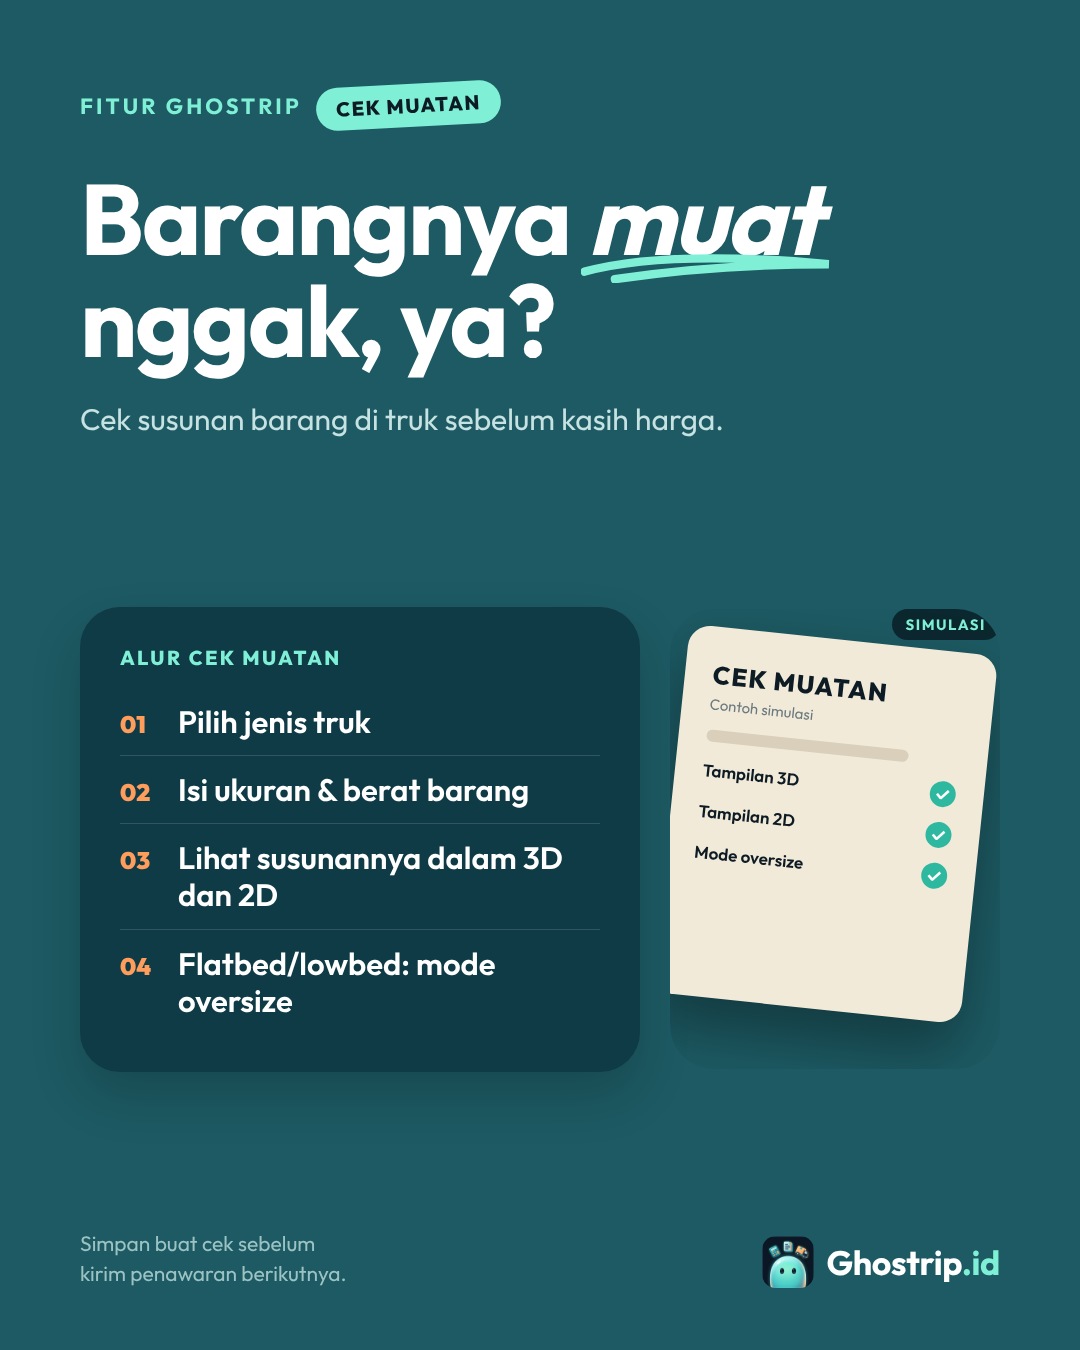 FITUR GHOSTRIP CEK MUATAN
Barangnya muat
nggak, ya?
Cek susunan barang di truk sebelum kasih harga.
ALUR CEK MUATAN
01 Pilih jenis truk
02 Isi ukuran & berat barang
03 Lihat susunannya dalam 3D
dan 2D
04 Flatbed/lowbed: mode
oversize
SIMULASI
CEK MUATAN
Contoh simulasi
Tampilan 3D
Tampilan 2D
Mode oversize
Simpan buat cek sebelum
kirim penawaran berikutnya.
Ghostrip.id